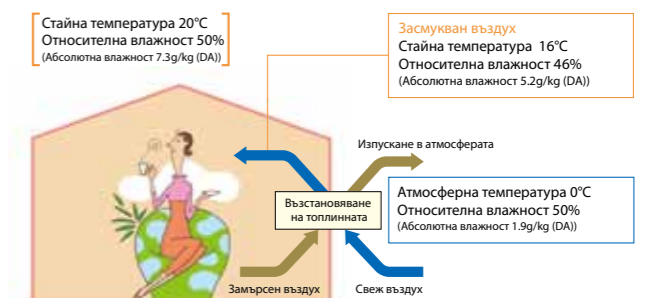 Стайна температура 20°C
Относителна влажност 50%
(Абсолютна влажност 7.3g/kg (DA))
Засмукван въздух
Стайна температура 16°C
Относителна влажност 46%
(Абсолютна влажност 5.2g/kg (DA))
Изпускане в атмосферата
Възстановяване
на топлинната
Атмосферна температура 0°C
Относителна влажност 50%
(Абсолютна влажност 1.9g/kg (DA))
Замърсен въздух
Свеж въздух